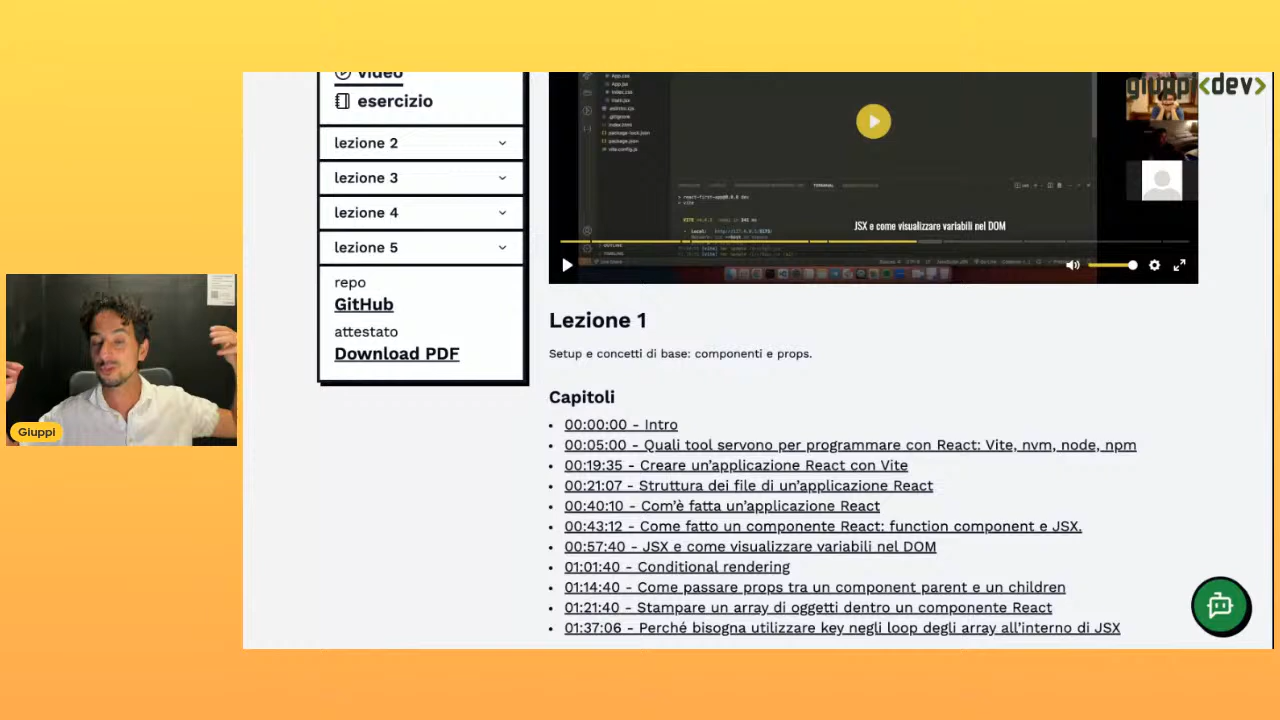 video
esercizio
lezione 2
lezione 3
lezione 4
lezione 5
repo
GitHub
attestato
Download PDF
giuppi<dev>
TERMINAL
JSX e come visualizzare variabili nel DOM
Lezione 1
Setup e concetti di base: componenti e props.
Capitoli
00:00:00 - Intro
00:05:00 - Quali tool servono per programmare con React: Vite, nvm, node, npm
00:19:35 - Creare un'applicazione React con Vite
00:21:07 - Struttura dei file di un'applicazione React
00:40:10 - Com'è fatta un'applicazione React
00:43:12 - Come fatto un componente React: function component e JSX.
00:57:40 - JSX e come visualizzare variabili nel DOM
01:01:40 - Conditional rendering
01:14:40 - Come passare props tra un component parent e un children
01:21:40 - Stampare un array di oggetti dentro un componente React
01:37:06 - Perché bisogna utilizzare key negli loop degli array all'interno di JSX
Giuppi